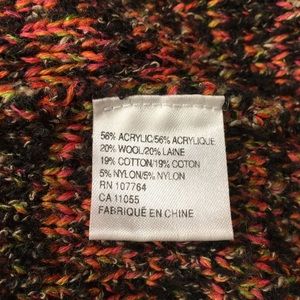 56% ACRYLIC/56% ACRYLIQUE
20% WOOL/20% LAINE
19% COTTON/19% COTON
5% NYLON/5% NYLON
RN 107764
CA 11055
FABRIQUÉ EN CHINE